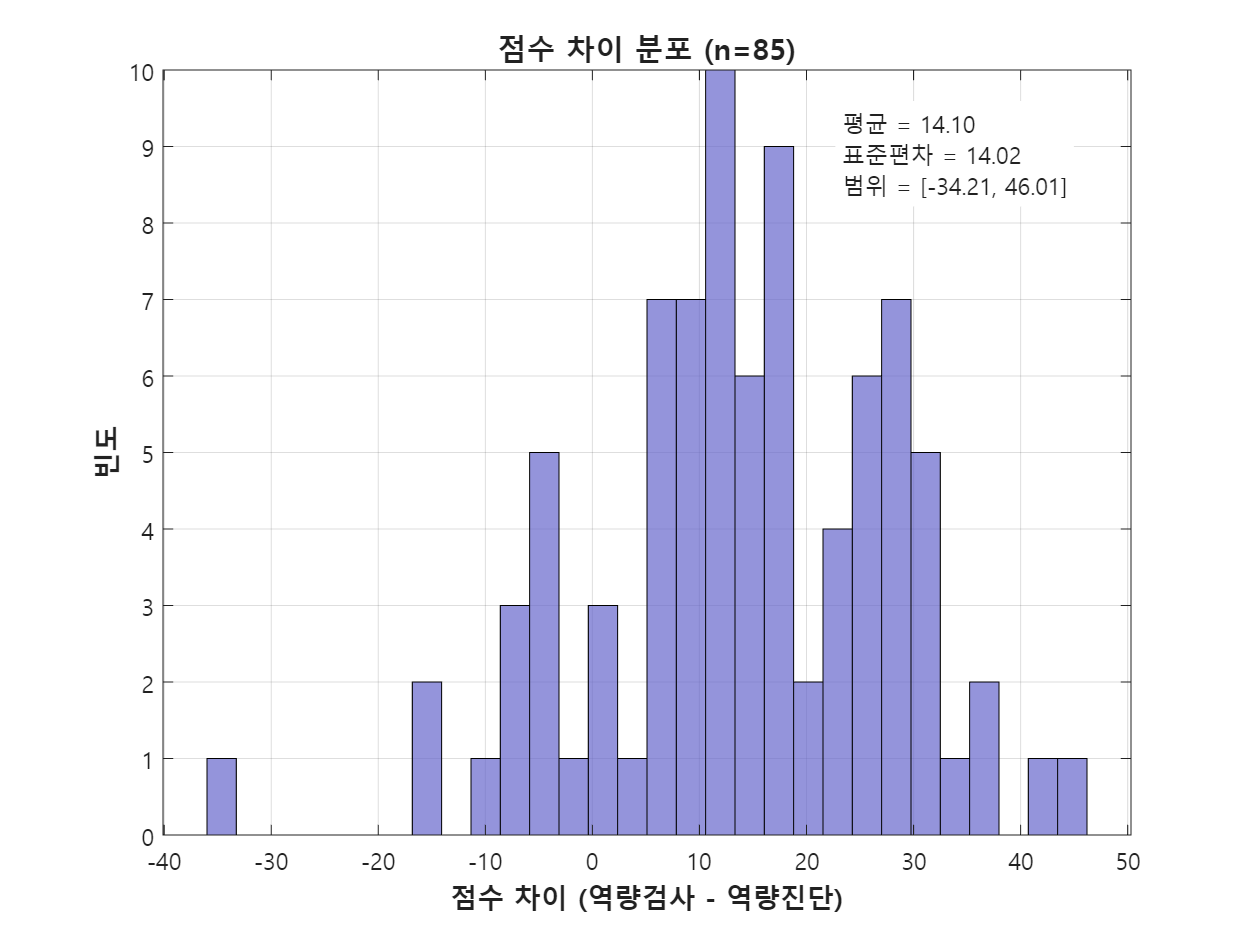 점수 차이 분포 (n=85)
평균 = 14.10
표준편차 = 14.02
범위 = [-34.21, 46.01]
빈도
10
9
8
7
6
5
4
3
2
1
0
-40 -30 -20 -10 0 10 20 30 40 50
점수 차이 (역량검사 - 역량진단)